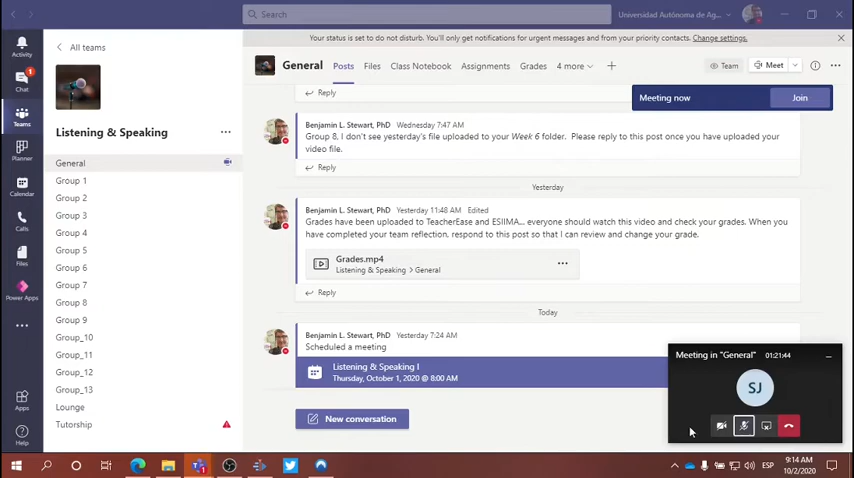 Search
Universidad Autónoma de Ag...
Your status is set to do not disturb. You'll only get notifications for urgent messages and from your priority contacts. Change settings.
Activity
Chat
1
Teams
Planner
Calendar
Calls
Files
Power Apps
Apps
Help
All teams
Listening & Speaking
General
Group 1
Group 2
Group 3
Group 4
Group 5
Group 6
Group 7
Group 8
Group 9
Group_10
Group_11
Group_12
Group_13
Lounge
Tutorship
General
Posts
Files
Class Notebook
Assignments
Grades
4 more
Team
Meet
Meeting now
Join
Reply
Benjamin L. Stewart, PhD Wednesday 7:47 AM
Group 8, I don't see yesterday's file uploaded to your Week 6 folder. Please reply to this post once you have uploaded your
video file.
Reply
Yesterday
Benjamin L. Stewart, PhD Yesterday 11:48 AM Edited
Grades have been uploaded to TeacherEase and ESIIMA... everyone should watch this video and check your grades. When you
have completed your team reflection, respond to this post so that I can review and change your grade.
Grades.mp4
Listening & Speaking > General
Reply
Today
Benjamin L. Stewart, PhD Yesterday 7:24 AM
Scheduled a meeting
Listening & Speaking I
Thursday, October 1, 2020 @ 8:00 AM
New conversation
Meeting in "General"
01:21:44
SJ
ESP
9:14 AM
10/2/2020